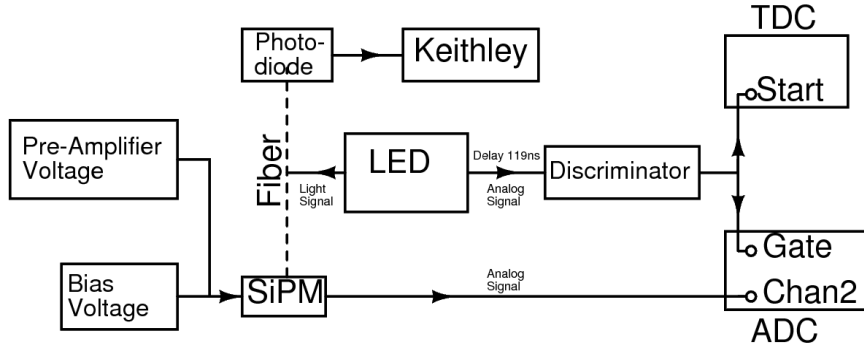 TDC
Photo-
diode
Keithley
Start
Pre-Amplifier
Voltage
Fiber
LED
Delay 119ns
Discriminator
Light
Signal
Analog
Signal
Gate
Bias
Voltage
SiPM
Analog
Signal
Chan2
ADC